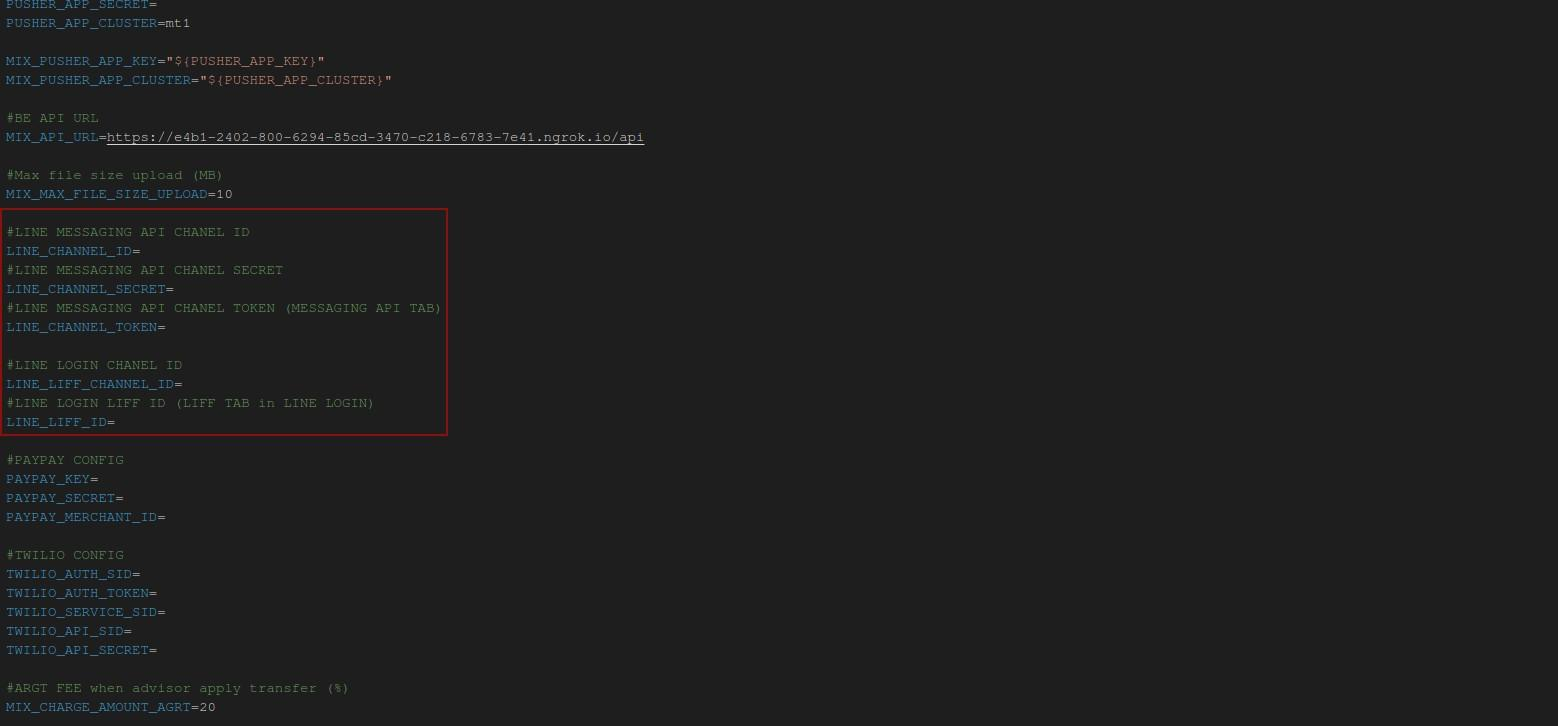 PUSHER_APP_SECRET=
PUSHER_APP_CLUSTER=mt1
MIX_PUSHER_APP_KEY="${PUSHER_APP_KEY}"
MIX_PUSHER_APP_CLUSTER="${PUSHER_APP_CLUSTER}"
#BE API URL
MIX_API_URL=https://e4b1-2402-800-6294-85cd-3470-c218-6783-7e41.ngrok.io/api
#Max file size upload (MB)
MIX_MAX_FILE_SIZE_UPLOAD=10
#LINE MESSAGING API CHANEL ID
LINE_CHANNEL_ID=
#LINE MESSAGING API CHANEL SECRET
LINE_CHANNEL_SECRET=
#LINE MESSAGING API CHANEL TOKEN (MESSAGING API TAB)
LINE_CHANNEL_TOKEN=
#LINE LOGIN CHANEL ID
LINE_LIFF_CHANNEL_ID=
#LINE LOGIN LIFF ID (LIFF TAB in LINE LOGIN)
LINE_LIFF_ID=
#PAYPAY CONFIG
PAYPAY_KEY=
PAYPAY_SECRET=
PAYPAY_MERCHANT_ID=
#TWILIO CONFIG
TWILIO_AUTH_SID=
TWILIO_AUTH_TOKEN=
TWILIO_SERVICE_SID=
TWILIO_API_SID=
TWILIO_API_SECRET=
#ARGT FEE when advisor apply transfer (%)
MIX_CHARGE_AMOUNT_AGRT=20